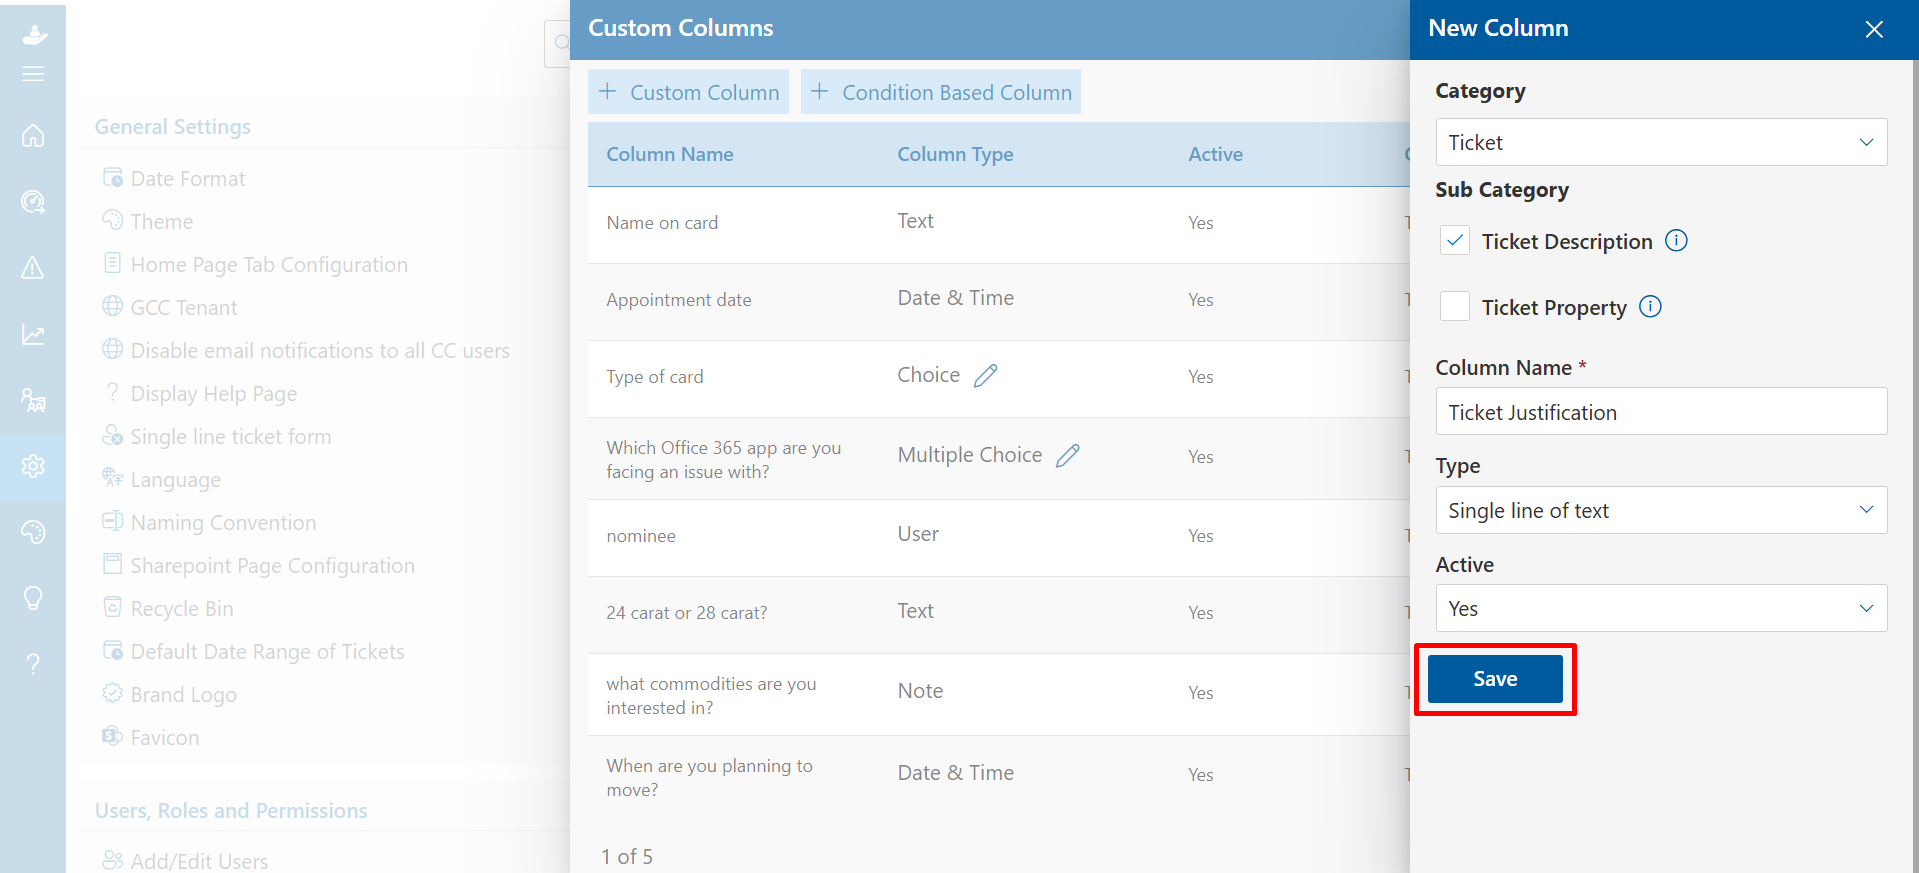 General Settings
Date Format
Theme
Home Page Tab Configuration
GCC Tenant
Disable email notifications to all CC users
Display Help Page
Single line ticket form
Language
Naming Convention
Sharepoint Page Configuration
Recycle Bin
Default Date Range of Tickets
Brand Logo
Favicon
Users, Roles and Permissions
Add/Edit Users
Custom Columns
+ Custom Column
+ Condition Based Column
Column Name Column Type Active
Name on card Text Yes
Appointment date Date & Time Yes
Type of card Choice Yes
Which Office 365 app are you
facing an issue with? Multiple Choice Yes
nominee User Yes
24 carat or 28 carat? Text Yes
what commodities are you
interested in? Note Yes
When are you planning to
move? Date & Time Yes
1 of 5
New Column
Category
Ticket
Sub Category
Ticket Description
Ticket Property
Column Name *
Ticket Justification
Type
Single line of text
Active
Yes
Save